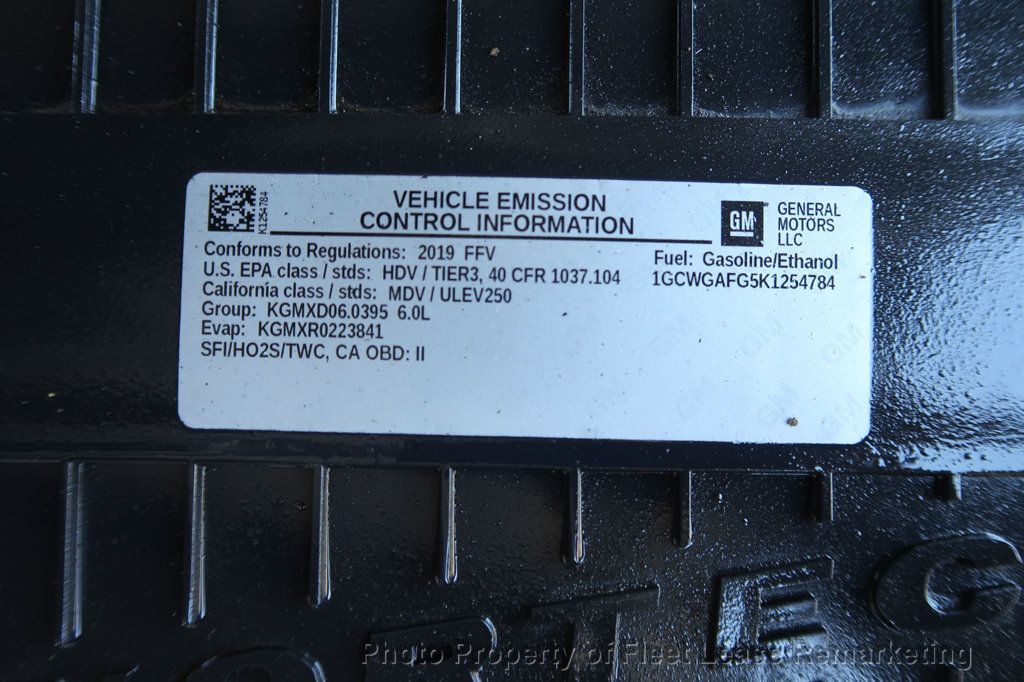 K1254784
VEHICLE EMISSION
CONTROL INFORMATION
GM
GENERAL
MOTORS
LLC
Conforms to Regulations: 2019 FFV
Fuel: Gasoline/Ethanol
U.S. EPA class / stds: HDV / TIER3, 40 CFR 1037.104
1GCWGAFG5K1254784
California class / stds: MDV / ULEV250
Group: KGMXD06.0395 6.0L
Evap: KGMXR0223841
SFI/HO2S/TWC, CA OBD: II
ORTEC
Photo Property of Fleet Lease Remarketing